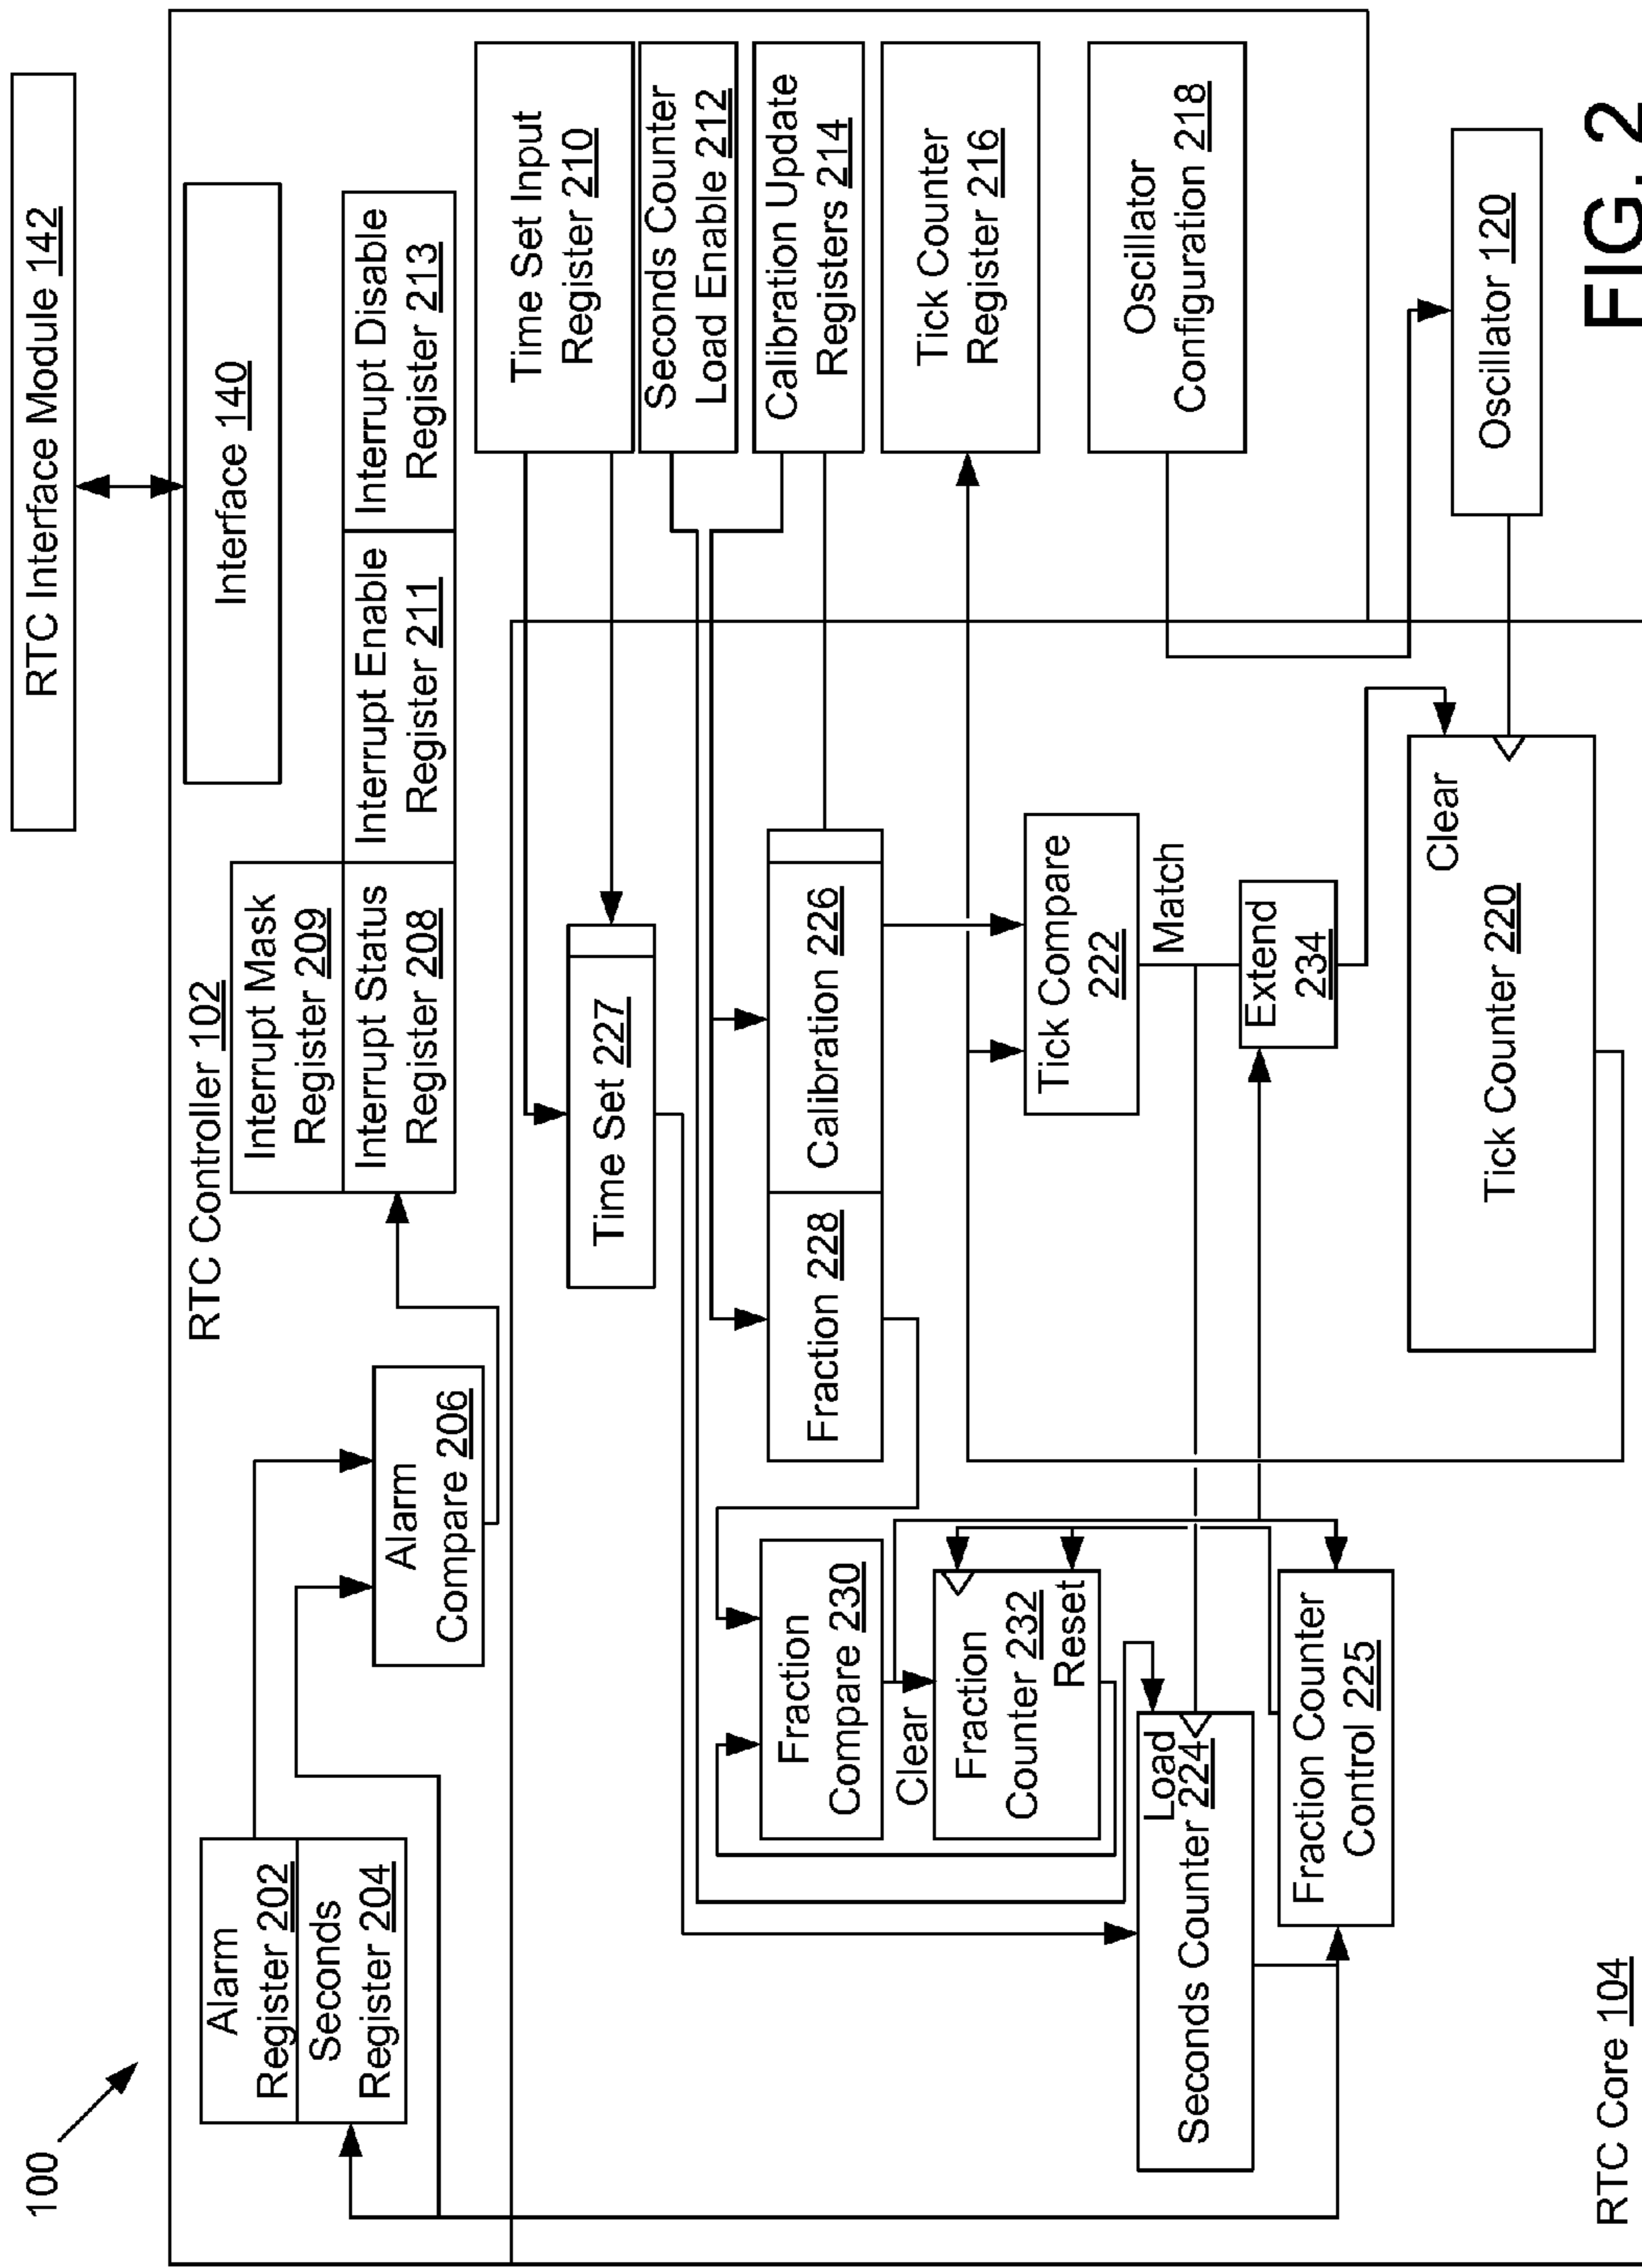 100
RTC Interface Module 142
RTC Controller 102
Interface 140
Alarm
Register 202
Seconds
Register 204
Alarm
Compare 206
Interrupt Mask
Register 209
Interrupt Status
Register 208
Interrupt Enable
Register 211
Interrupt Disable
Register 213
Time Set Input
Register 210
Seconds Counter
Load Enable 212
Calibration Update
Registers 214
Tick Counter
Register 216
Oscillator
Configuration 218
Time Set 227
Fraction 228
Calibration 226
Fraction
Compare 230
Clear
Fraction
Counter 232
Reset
Tick Compare
222
Match
Extend
234
Load
Seconds Counter 224
Fraction Counter
Control 225
Clear
Tick Counter 220
Oscillator 120
RTC Core 104
FIG. 2